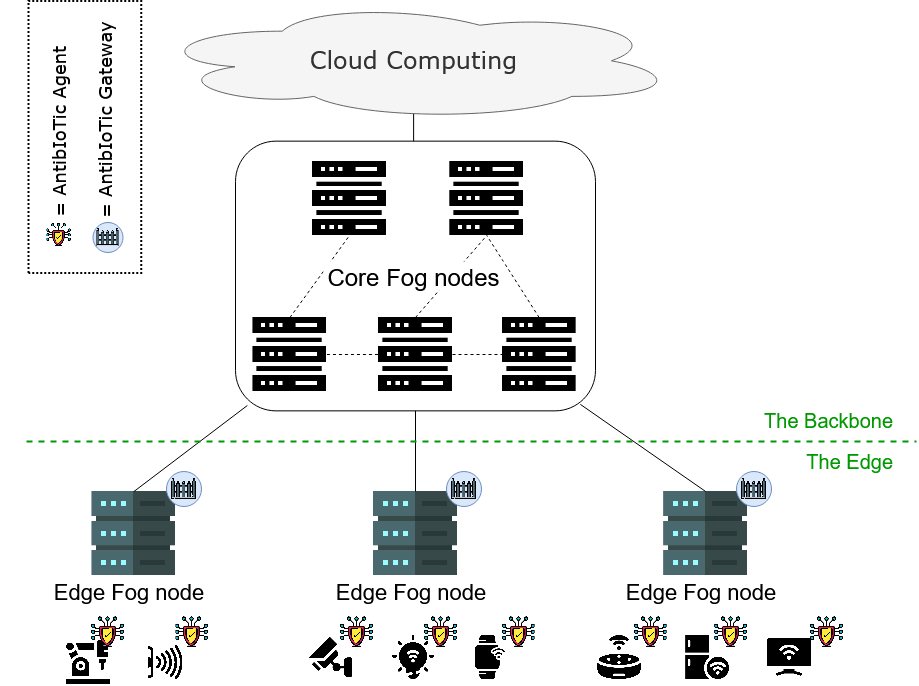 = AntibIoTic Agent
= AntibIoTic Gateway
Cloud Computing
Core Fog nodes
The Backbone
The Edge
Edge Fog node
Edge Fog node
Edge Fog node